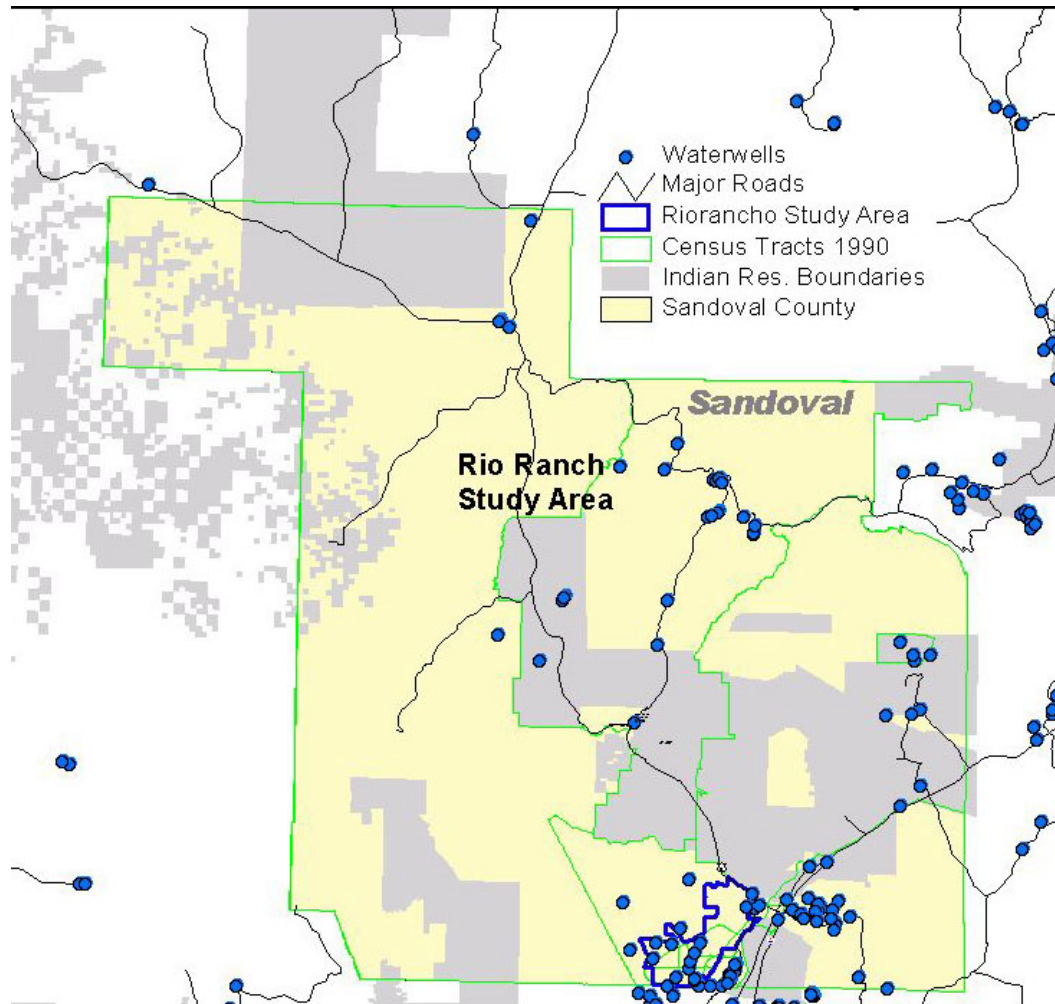 Waterwells
Major Roads
Riorancho Study Area
Census Tracts 1990
Indian Res. Boundaries
Sandoval County
Sandoval
Rio Ranch
Study Area